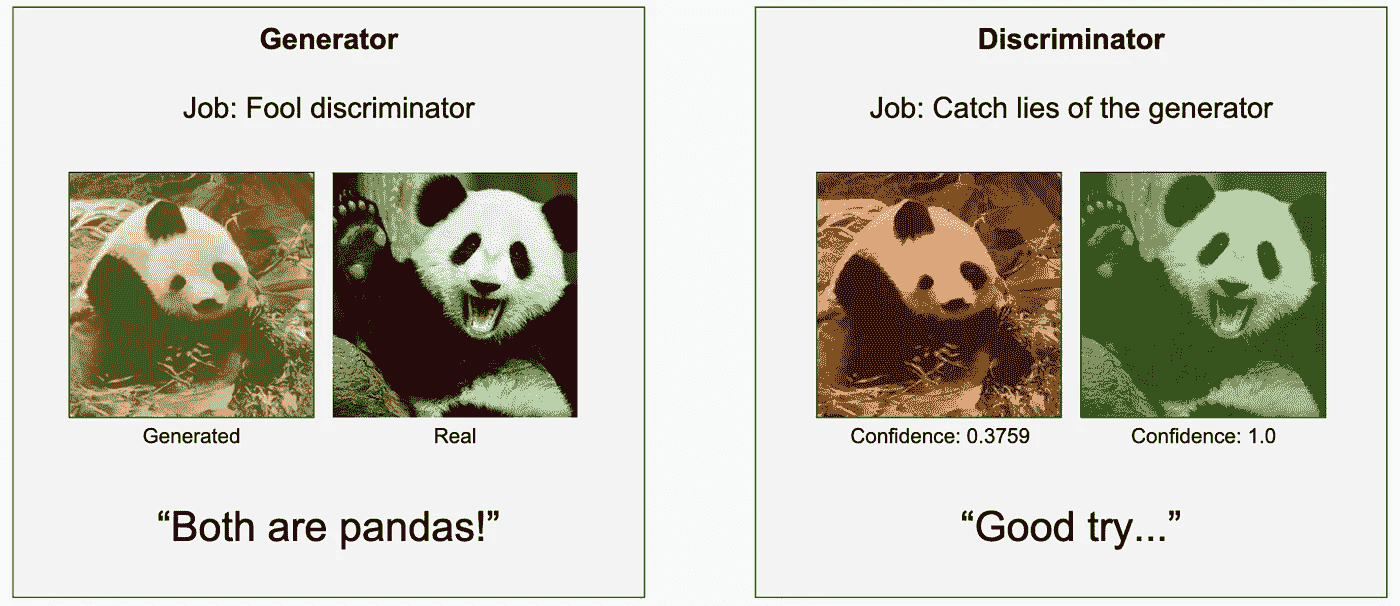 Generator
Job: Fool discriminator
Generated
Real
“Both are pandas!”
Discriminator
Job: Catch lies of the generator
Confidence: 0.3759
Confidence: 1.0
“Good try...”